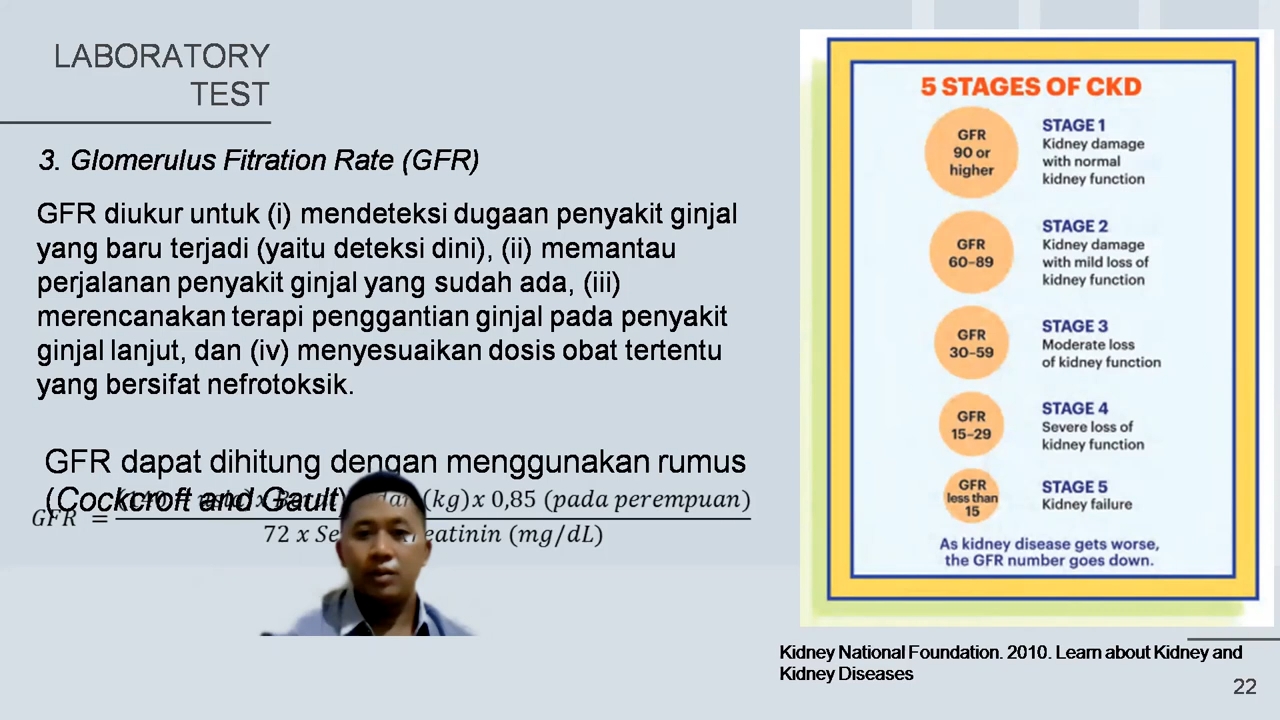 LABORATORY
TEST
3. Glomerulus Fitration Rate (GFR)
GFR diukur untuk (i) mendeteksi dugaan penyakit ginjal
yang baru terjadi (yaitu deteksi dini), (ii) memantau
perjalanan penyakit ginjal yang sudah ada, (iii)
merencanakan terapi penggantian ginjal pada penyakit
ginjal lanjut, dan (iv) menyesuaikan dosis obat tertentu
yang bersifat nefrotoksik.
GFR dapat dihitung dengan menggunakan rumus
(Cockcroft and Gault)
(kg)x 0,85 (pada perempuan)
GFR =
72 x
(mg/dL)
5 STAGES OF CKD
GFR
90 or
higher
STAGE 1
Kidney damage
with normal
kidney function
GFR
60–89
STAGE 2
Kidney damage
with mild loss of
kidney function
GFR
30–59
STAGE 3
Moderate loss
of kidney function
GFR
15–29
STAGE 4
Severe loss of
kidney function
GFR
less than
15
STAGE 5
Kidney failure
As kidney disease gets worse,
the GFR number goes down.
Kidney National Foundation. 2010. Learn about Kidney and
Kidney Diseases
22